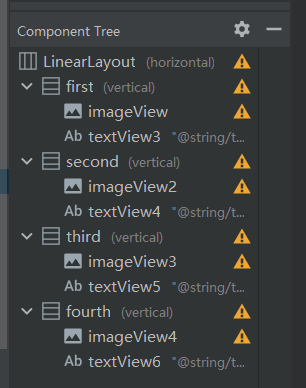 Component Tree
LinearLayout (horizontal)
first (vertical)
imageView
Ab textView3 "@string/t...
second (vertical)
imageView2
Ab textView4 "@string/t...
third (vertical)
imageView3
Ab textView5 "@string/t...
fourth (vertical)
imageView4
Ab textView6 "@string/t...